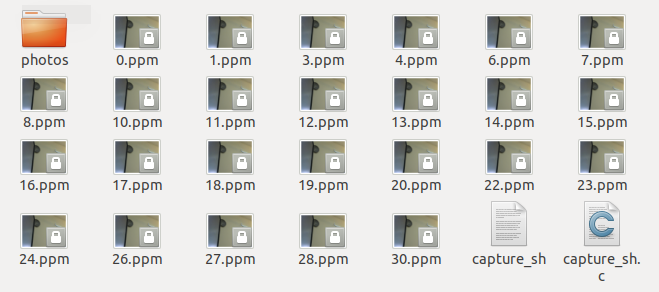 photos 0.ppm 1.ppm 3.ppm 4.ppm 6.ppm 7.ppm
8.ppm 10.ppm 11.ppm 12.ppm 13.ppm 14.ppm 15.ppm
16.ppm 17.ppm 18.ppm 19.ppm 20.ppm 22.ppm 23.ppm
24.ppm 26.ppm 27.ppm 28.ppm 30.ppm capture_sh capture_sh.
c